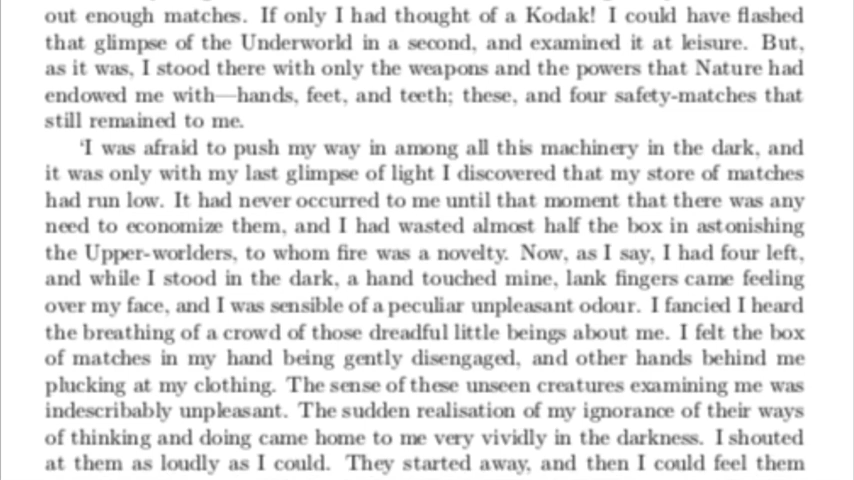 out enough matches. If only I had thought of a Kodak! I could have flashed
that glimpse of the Underworld in a second, and examined it at leisure. But,
as it was, I stood there with only the weapons and the powers that Nature had
endowed me with—hands, feet, and teeth; these, and four safety-matches that
still remained to me.
‘I was afraid to push my way in among all this machinery in the dark, and
it was only with my last glimpse of light I discovered that my store of matches
had run low. It had never occurred to me until that moment that there was any
need to economize them, and I had wasted almost half the box in astonishing
the Upper-worlders, to whom fire was a novelty. Now, as I say, I had four left,
and while I stood in the dark, a hand touched mine, lank fingers came feeling
over my face, and I was sensible of a peculiar unpleasant odour. I fancied I heard
the breathing of a crowd of those dreadful little beings about me. I felt the box
of matches in my hand being gently disengaged, and other hands behind me
plucking at my clothing. The sense of these unseen creatures examining me was
indescribably unpleasant. The sudden realisation of my ignorance of their ways
of thinking and doing came home to me very vividly in the darkness. I shouted
at them as loudly as I could. They started away, and then I could feel them